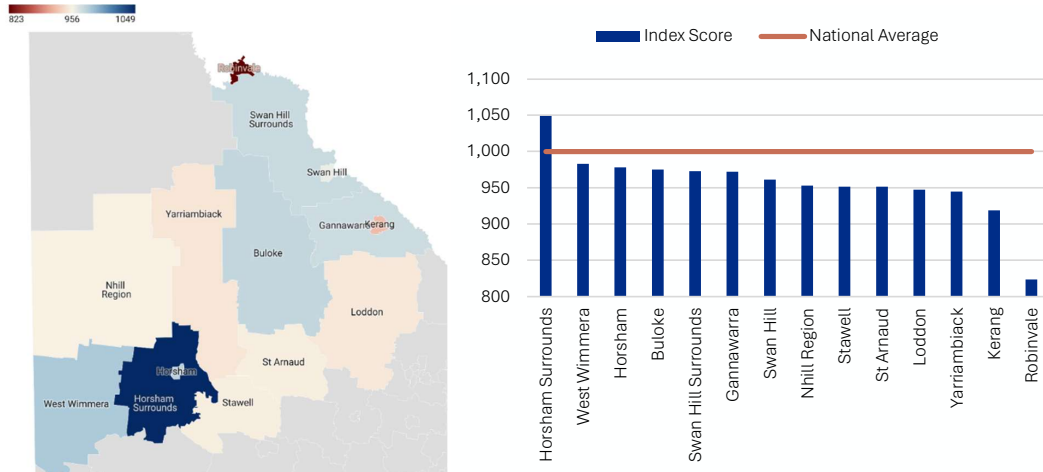 823 956 1049
Robinvale
Swan Hill
Surrounds
Swan Hill
Yarriambiack
Gannawarra
Kerang
Buloke
Nhill
Region
Loddon
St Arnaud
Horsham
West Wimmera
Horsham
Surrounds
Stawell
Index Score
National Average
1,100
1,050
1,000
950
900
850
800
Horsham Surrounds
West Wimmera
Horsham
Buloke
Swan Hill Surrounds
Gannawarra
Swan Hill
Nhill Region
Stawell
St Arnaud
Loddon
Yarriambiack
Kerang
Robinvale